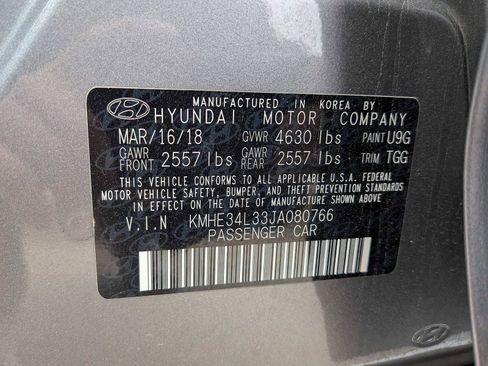 MANUFACTURED IN KOREA BY
HYUNDAI MOTOR COMPANY
MAR/16/18 GVWR 4630 lbs PAINT U9G
GAWR FRONT 2557 lbs GAWR REAR 2557 lbs TRIM TGG
THIS VEHICLE CONFORMS TO ALL APPLICABLE U.S.A. FEDERAL
MOTOR VEHICLE SAFETY, BUMPER, AND THEFT PREVENTION STANDARDS
IN EFFECT ON THE DATE OF MANUFACTURE SHOWN ABOVE.
V.I.N KMHE34L33JA080766
PASSENGER CAR